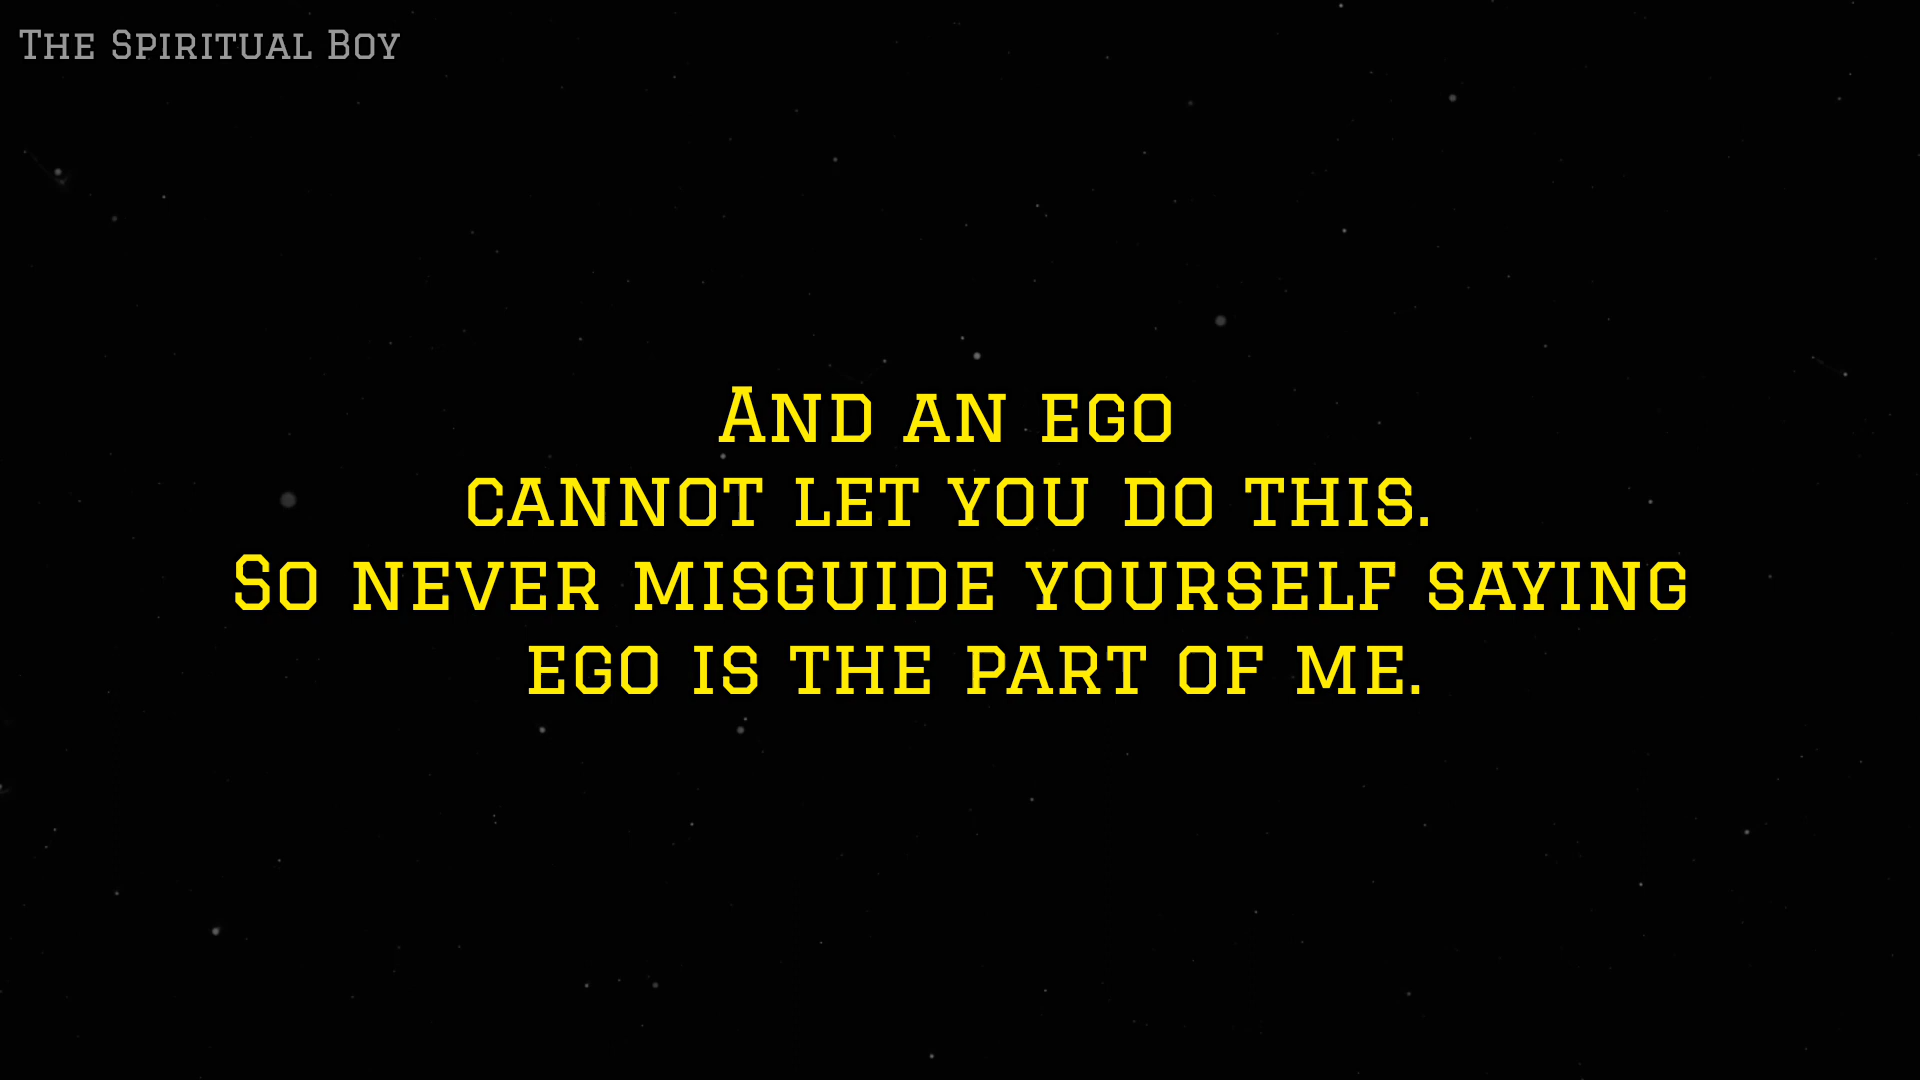 The Spiritual Boy
And an ego
cannot let you do this.
So never misguide yourself saying
ego is the part of me.